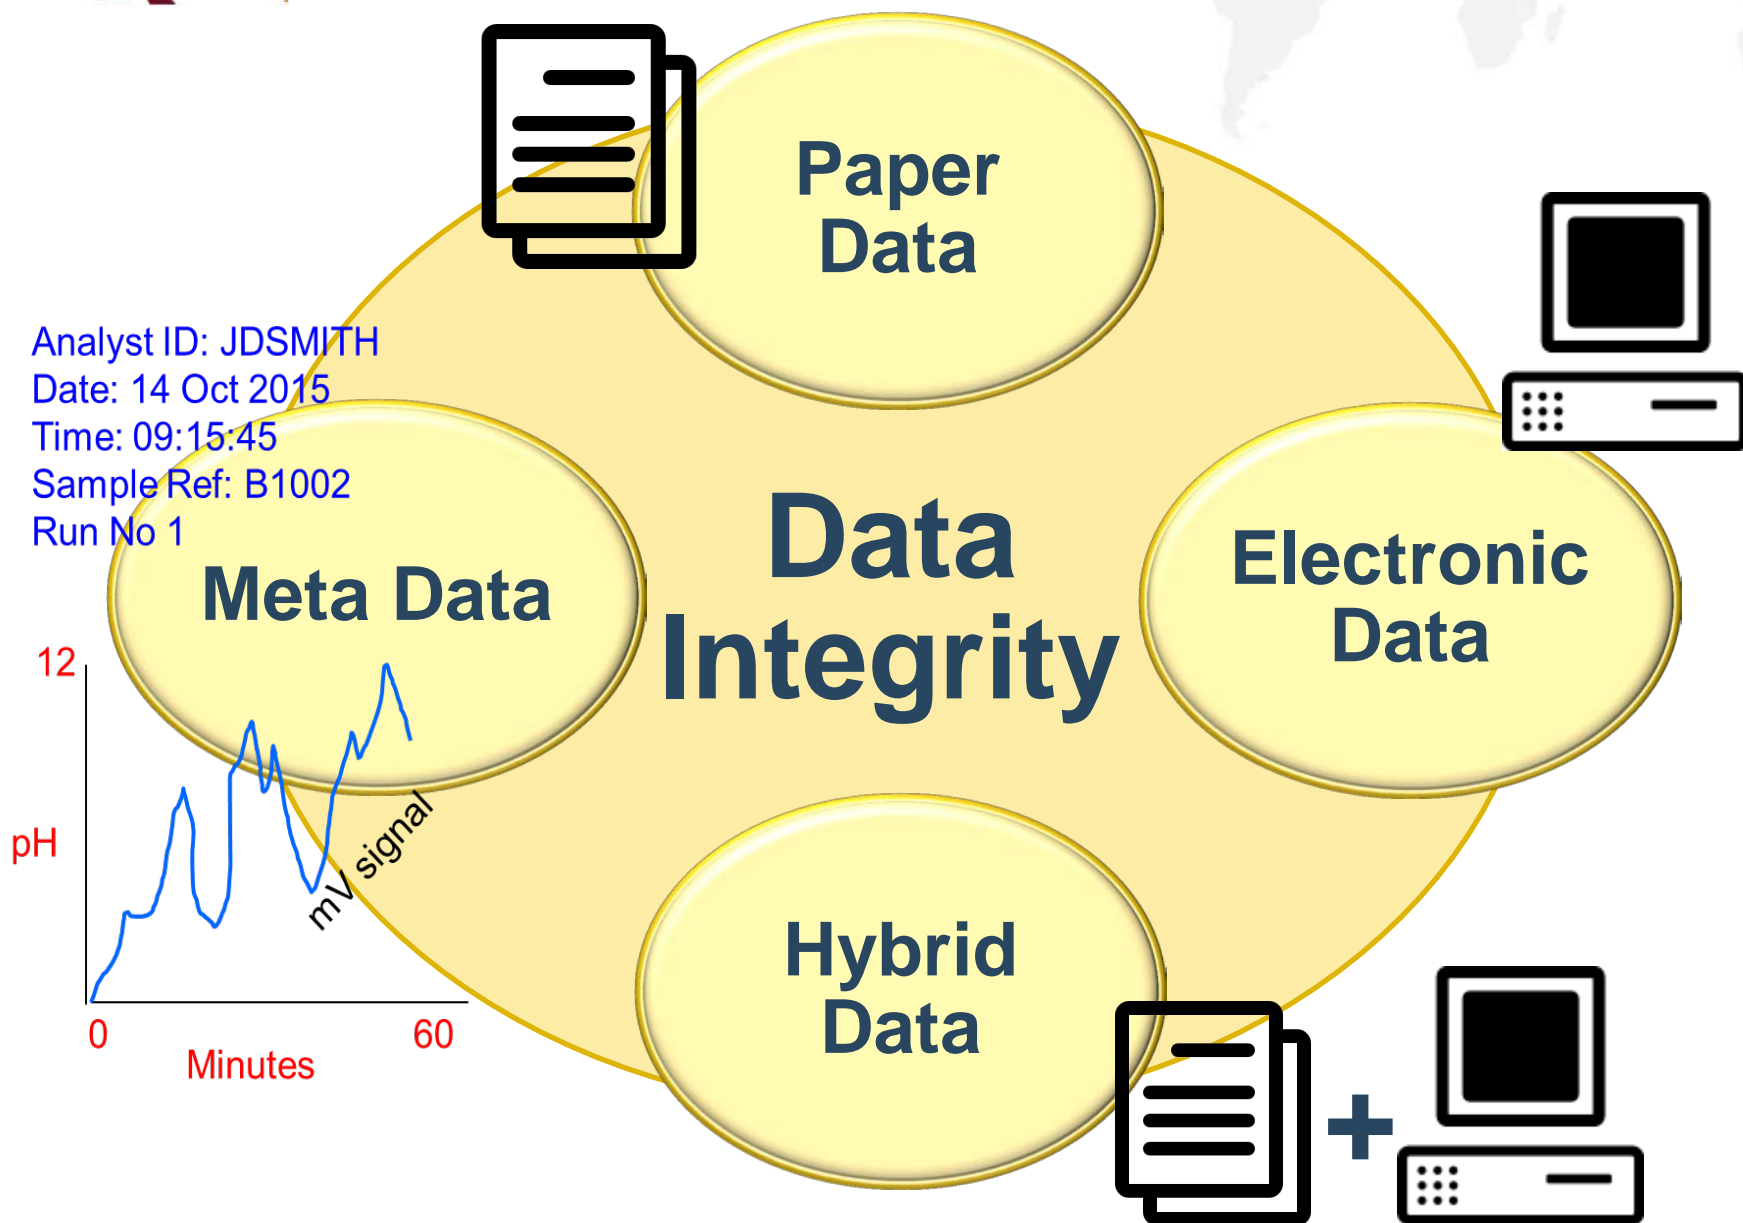 Paper
Data
Analyst ID: JDSMITH
Date: 14 Oct 2015
Time: 09:15:45
Sample Ref: B1002
Run No 1
Meta Data
Data
Integrity
Electronic
Data
12
pH
mV signal
0
60
Minutes
Hybrid
Data
+